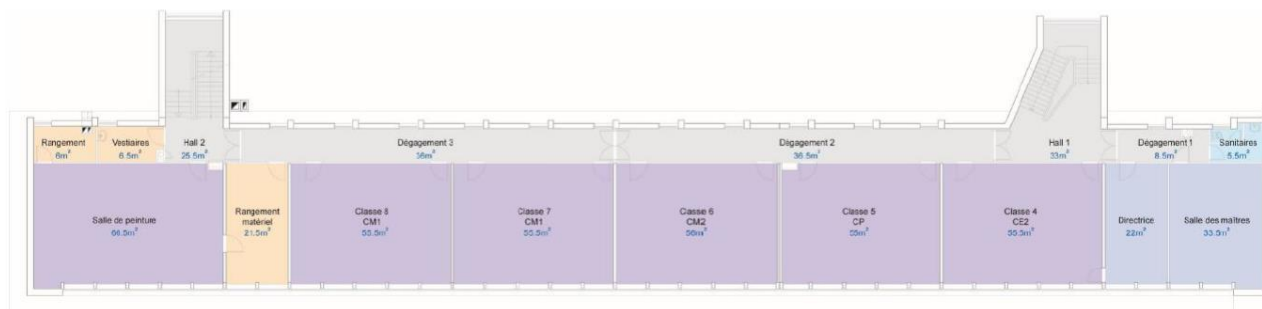 Rangement
6m²
Vestiaires
6.5m²
Hall 2
25.5m²
Dégagement 3
36m²
Dégagement 2
36.5m²
Hall 1
33m²
Dégagement 1
8.5m²
Sanitaires
5.5m²
Salle de peinture
Rangement
matériel
21.5m²
Classe 8
CM1
55.5m²
Classe 7
CM1
55.5m²
Classe 6
CM2
56m²
Classe 5
CP
55m²
Classe 4
CE2
55.5m²
Directrice
22m²
Salle des maîtres
33.5m²